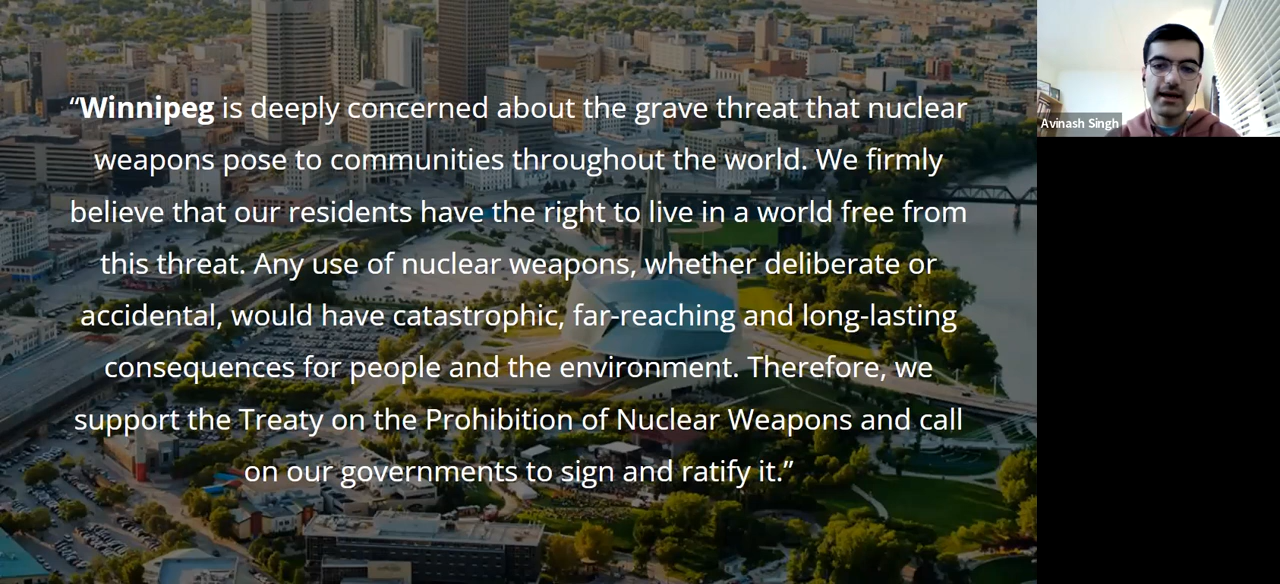 “Winnipeg is deeply concerned about the grave threat that nuclear
weapons pose to communities throughout the world. We firmly
believe that our residents have the right to live in a world free from
this threat. Any use of nuclear weapons, whether deliberate or
accidental, would have catastrophic, far-reaching and long-lasting
consequences for people and the environment. Therefore, we
support the Treaty on the Prohibition of Nuclear Weapons and call
on our governments to sign and ratify it.”
Avinash Singh